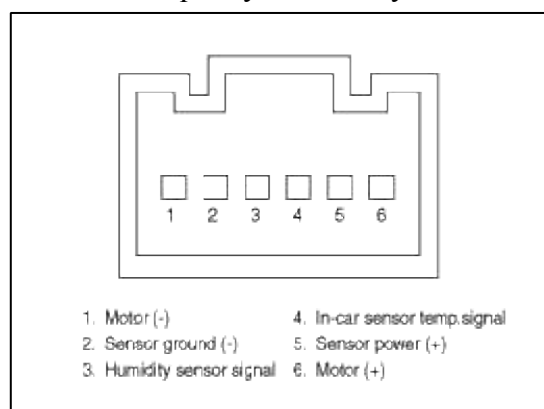 1 2 3 4 5 6
1. Motor (-)
2. Sensor ground (-)
3. Humidity sensor signal
4. In-car sensor temp.signal
5. Sensor power (+)
6. Motor (+)